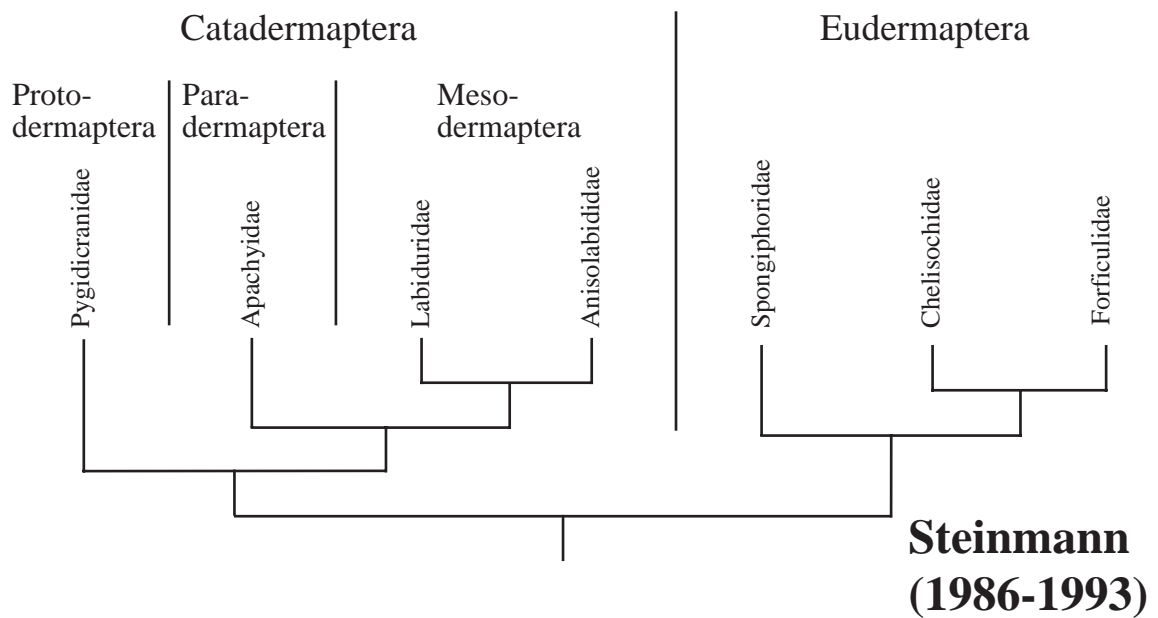 Catadermaptera
Eudermaptera
Proto-
dermaptera
Para-
dermaptera
Meso-
dermaptera
Pygidicranidae
Apachyidae
Labiduridae
Anisolabididae
Spongiphoridae
Chelisochidae
Forficulidae
Steinmann
(1986-1993)